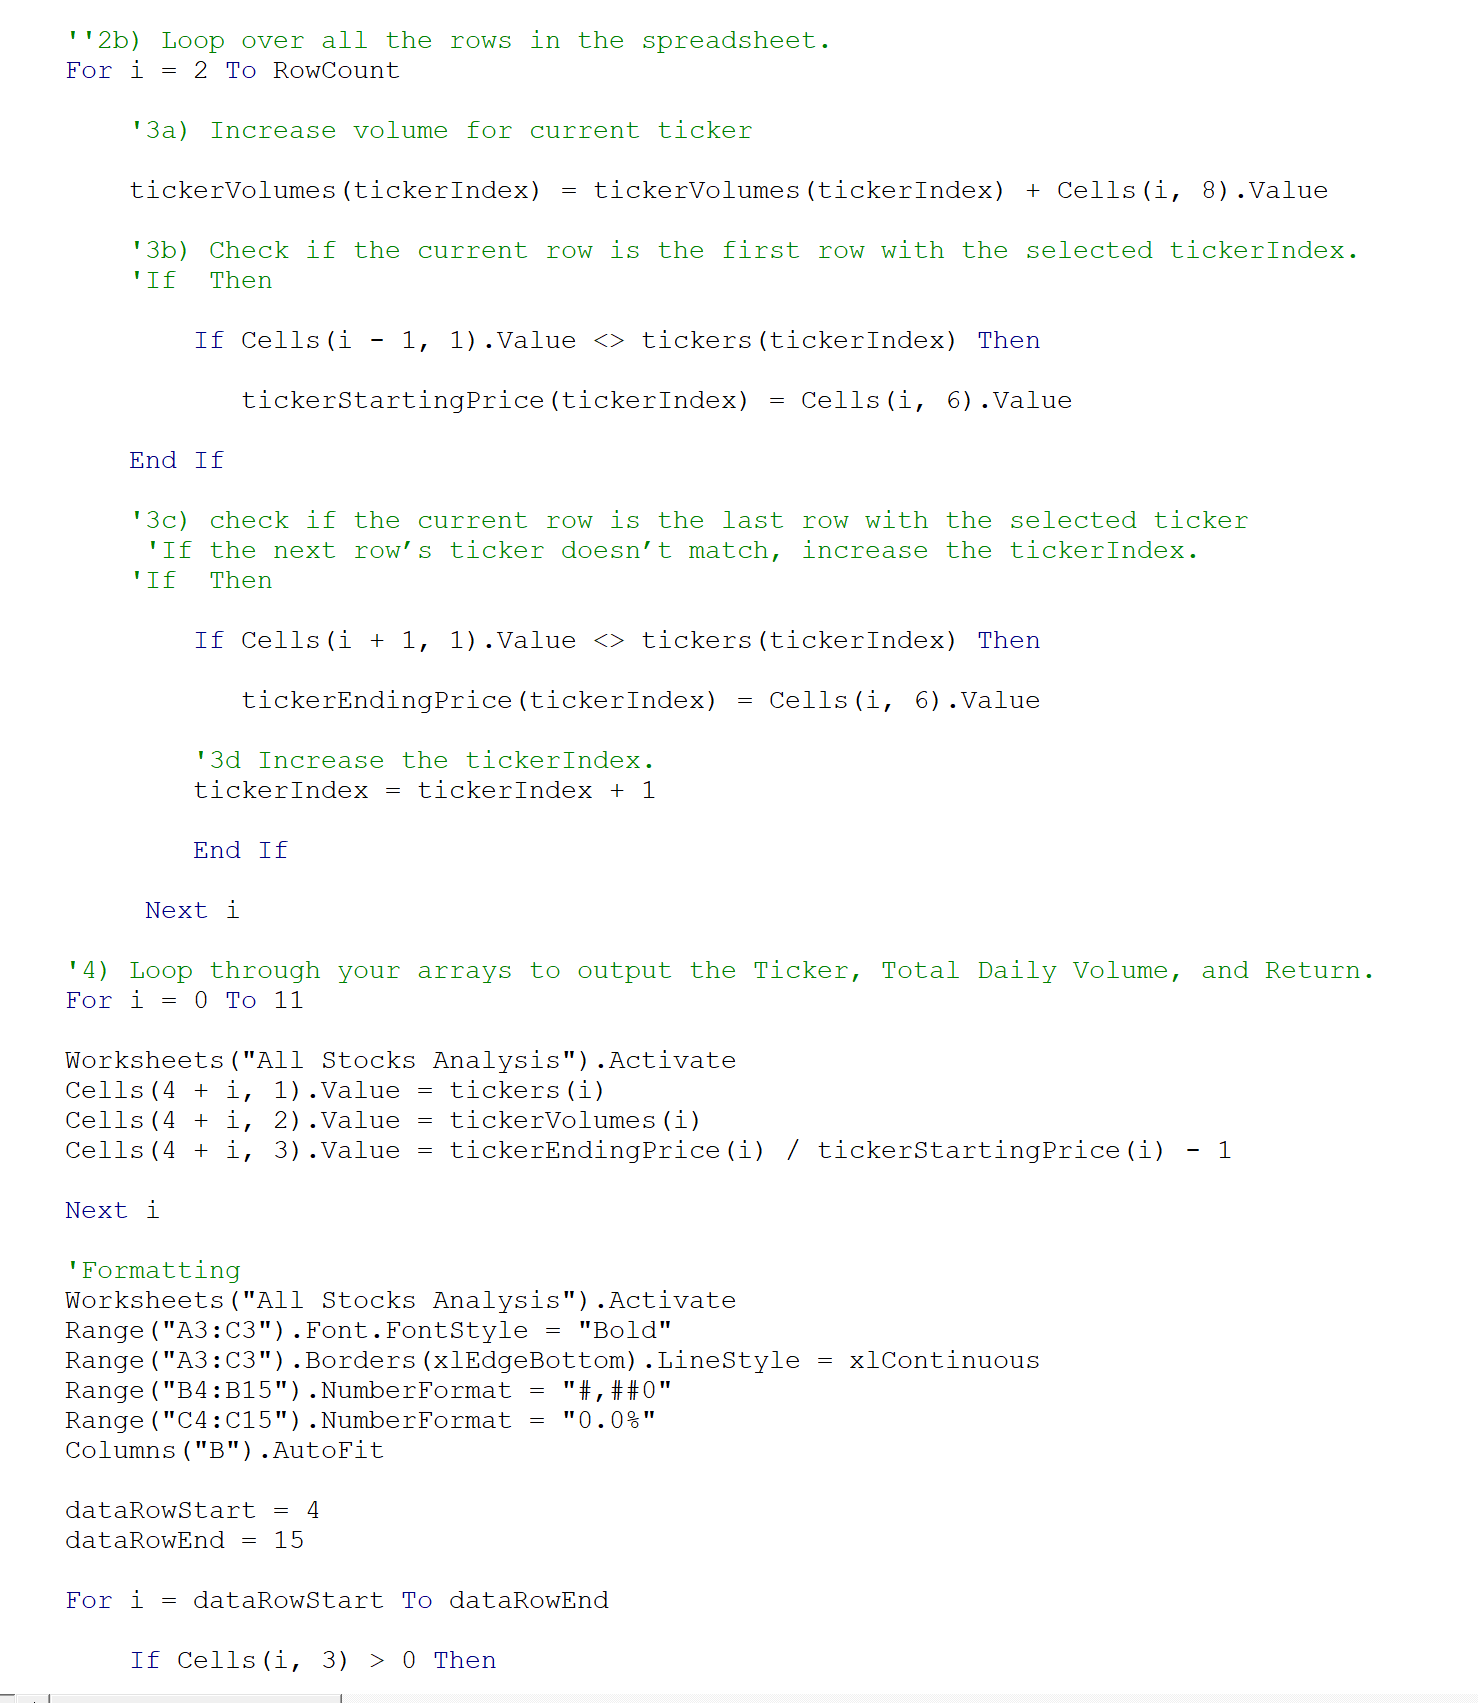 ''2b) Loop over all the rows in the spreadsheet.
For i = 2 To RowCount
'3a) Increase volume for current ticker
tickerVolumes(tickerIndex) = tickerVolumes(tickerIndex) + Cells(i, 8).Value
'3b) Check if the current row is the first row with the selected tickerIndex.
'If  Then
If Cells(i - 1, 1).Value <> tickers(tickerIndex) Then
tickerStartingPrice(tickerIndex) = Cells(i, 6).Value
End If
'3c) check if the current row is the last row with the selected ticker
'If the next row’s ticker doesn’t match, increase the tickerIndex.
'If  Then
If Cells(i + 1, 1).Value <> tickers(tickerIndex) Then
tickerEndingPrice(tickerIndex) = Cells(i, 6).Value
'3d Increase the tickerIndex.
tickerIndex = tickerIndex + 1
End If
Next i
'4) Loop through your arrays to output the Ticker, Total Daily Volume, and Return.
For i = 0 To 11
Worksheets("All Stocks Analysis").Activate
Cells(4 + i, 1).Value = tickers(i)
Cells(4 + i, 2).Value = tickerVolumes(i)
Cells(4 + i, 3).Value = tickerEndingPrice(i) / tickerStartingPrice(i) - 1
Next i
'Formatting
Worksheets("All Stocks Analysis").Activate
Range("A3:C3").Font.FontStyle = "Bold"
Range("A3:C3").Borders(xlEdgeBottom).LineStyle = xlContinuous
Range("B4:B15").NumberFormat = "#,##0"
Range("C4:C15").NumberFormat = "0.0%"
Columns("B").AutoFit
dataRowStart = 4
dataRowEnd = 15
For i = dataRowStart To dataRowEnd
If Cells(i, 3) > 0 Then